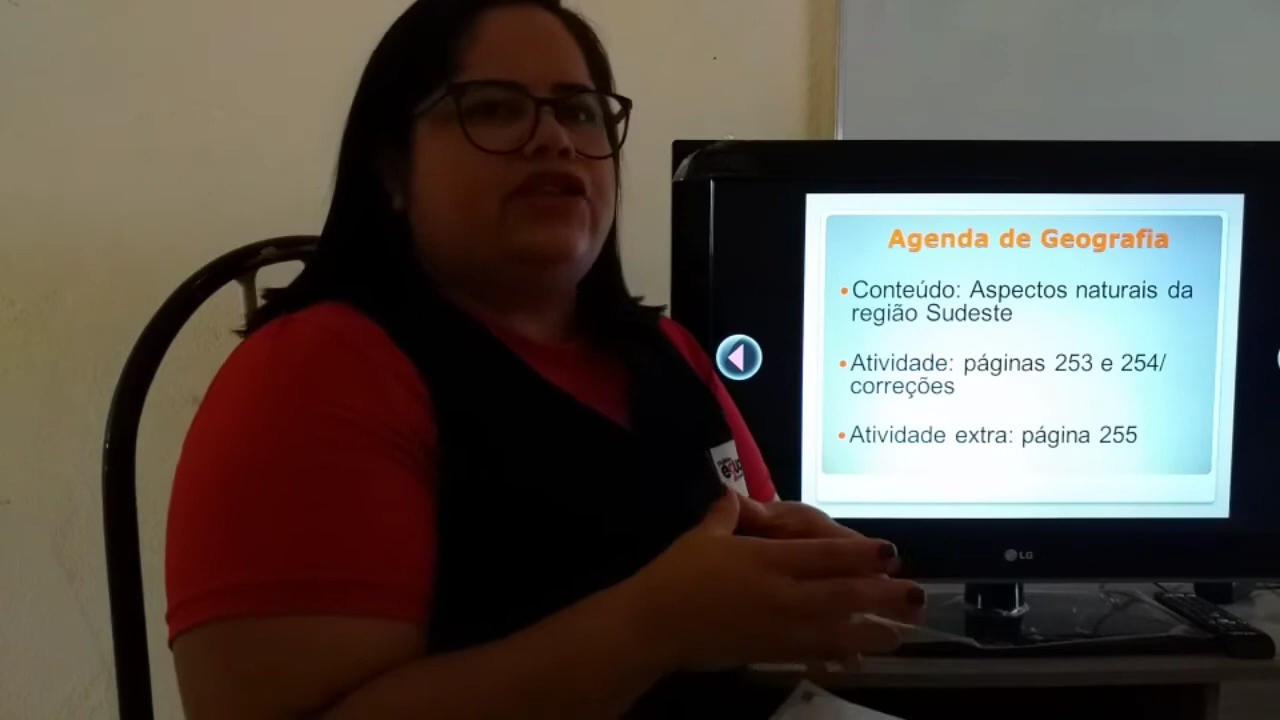 Agenda de Geografia
•Conteúdo: Aspectos naturais da
região Sudeste
•Atividade: páginas 253 e 254/
correções
•Atividade extra: página 255
LG